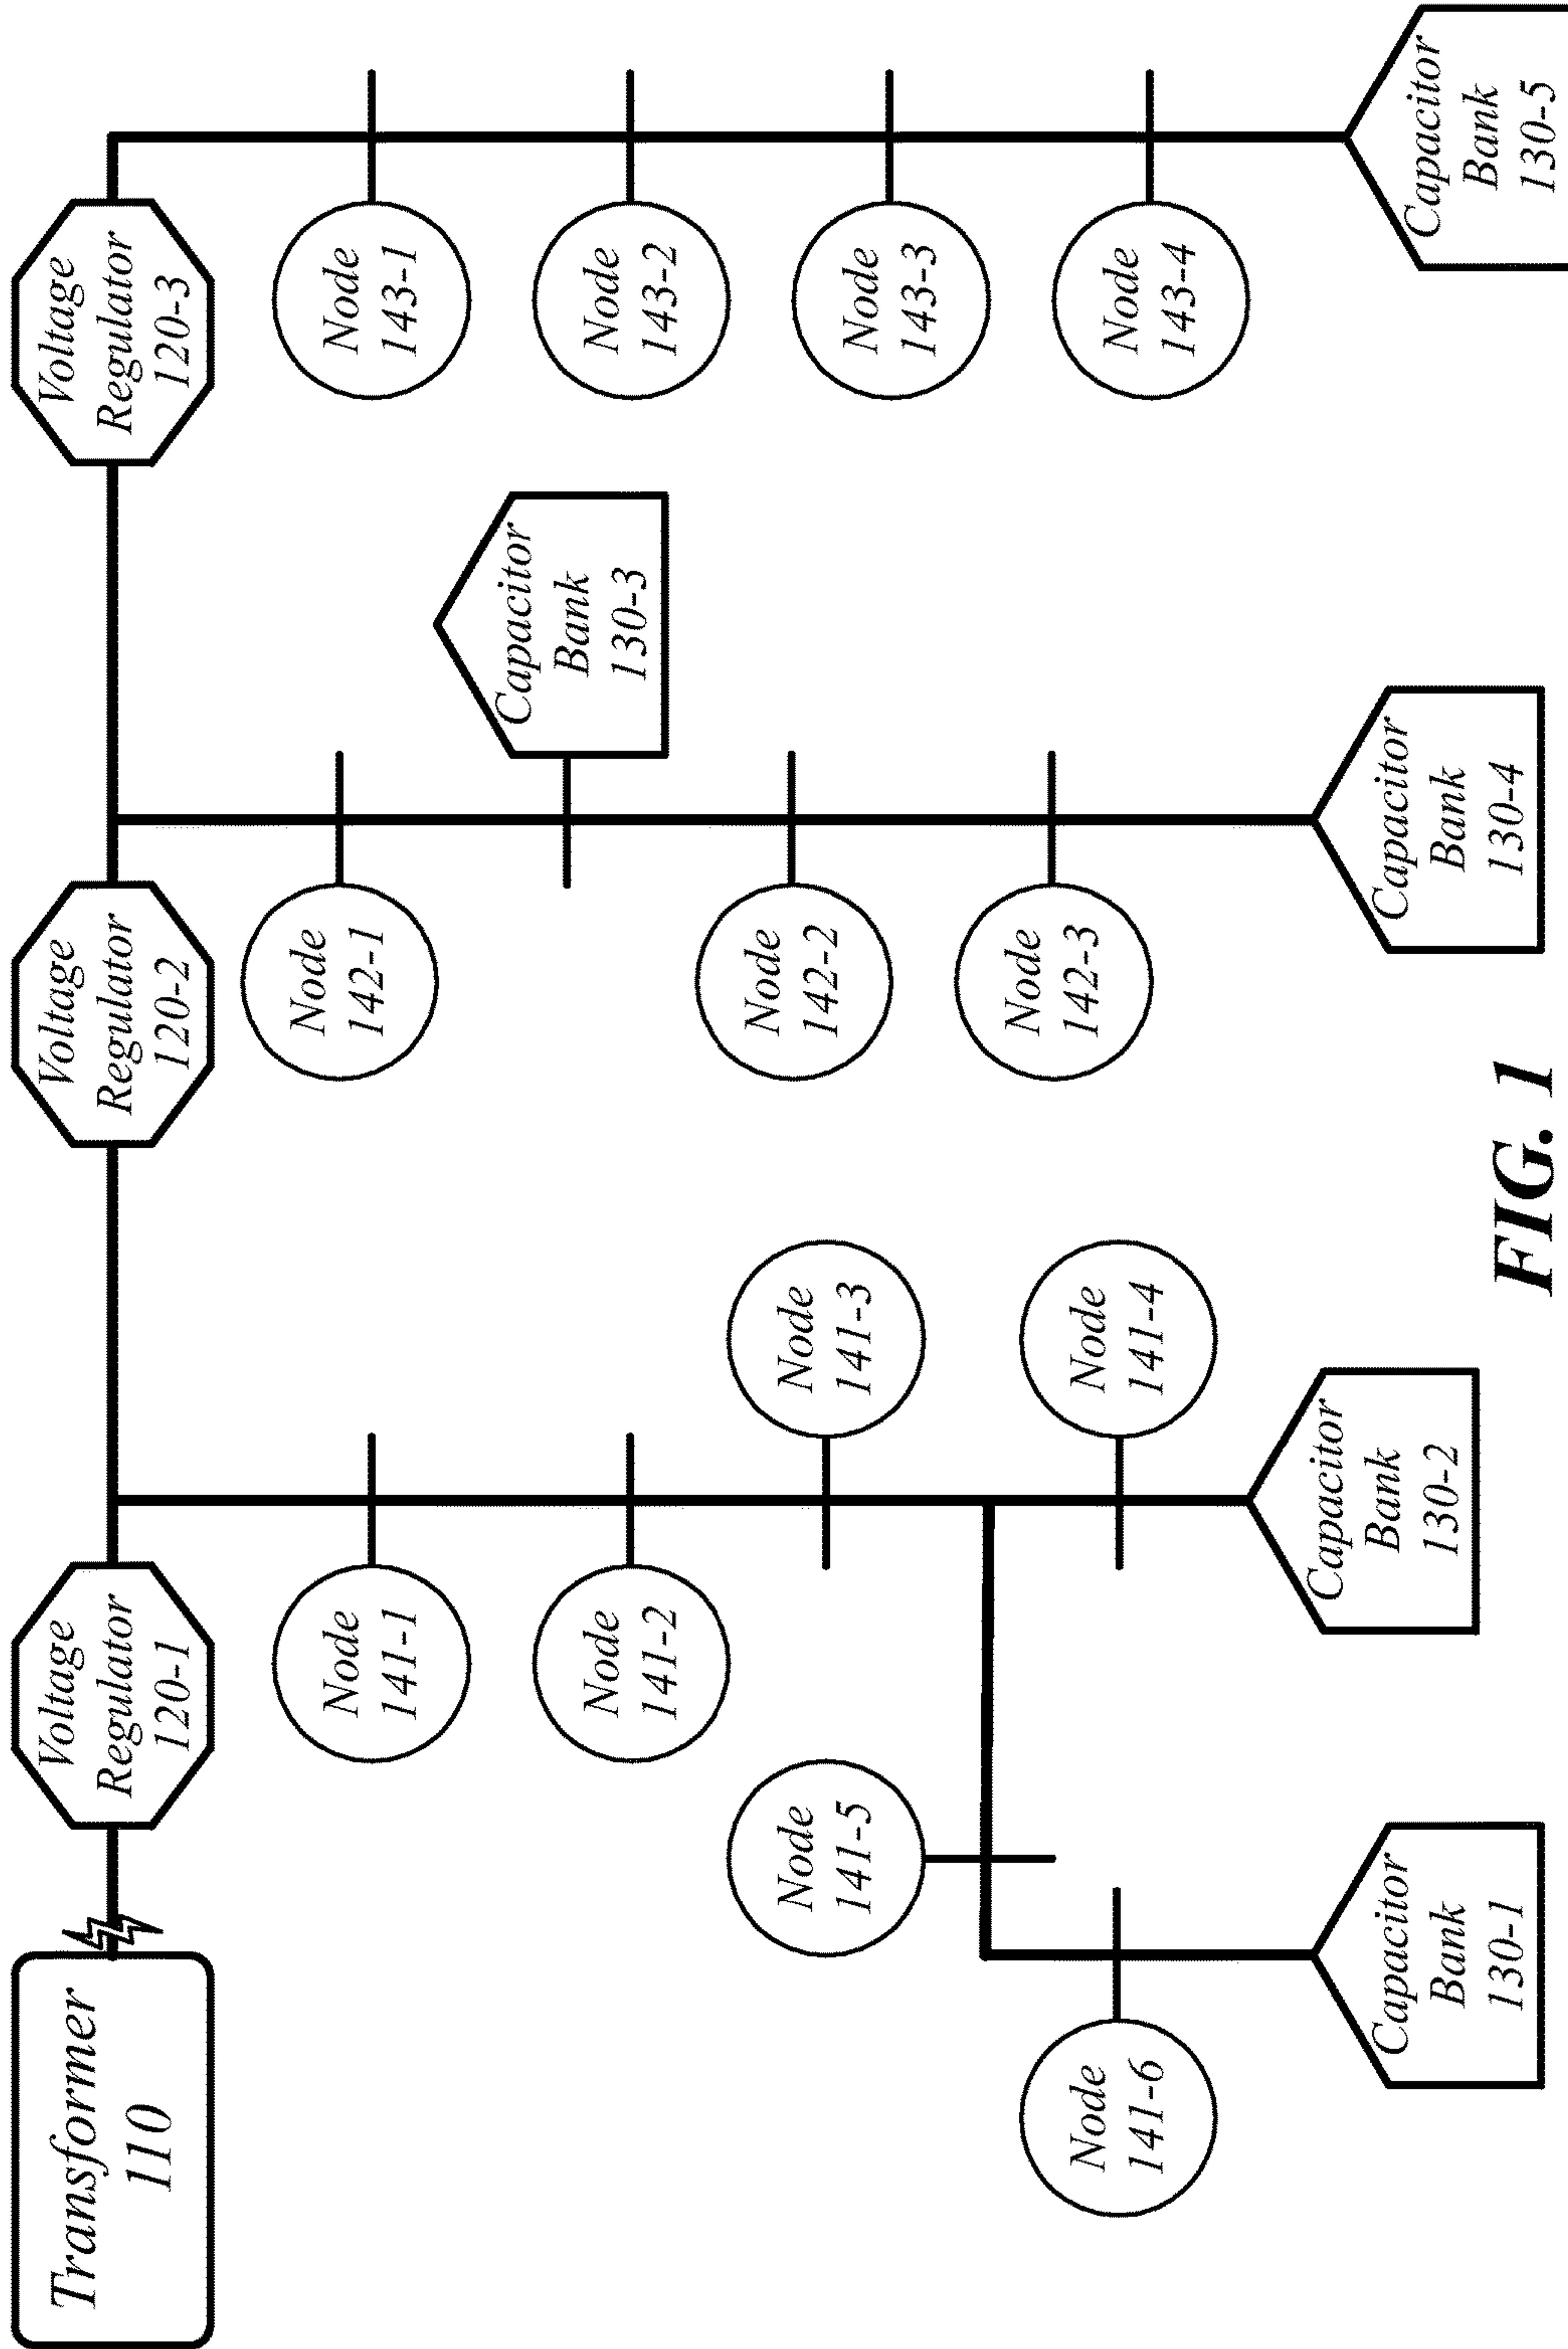 Transformer
110
Voltage
Regulator
120-1
Voltage
Regulator
120-2
Voltage
Regulator
120-3
Node
141-1
Node
141-2
Node
141-3
Node
141-4
Node
141-5
Node
141-6
Capacitor
Bank
130-1
Capacitor
Bank
130-2
Node
142-1
Capacitor
Bank
130-3
Node
142-2
Node
142-3
Capacitor
Bank
130-4
Node
143-1
Node
143-2
Node
143-3
Node
143-4
Capacitor
Bank
130-5
FIG. 1